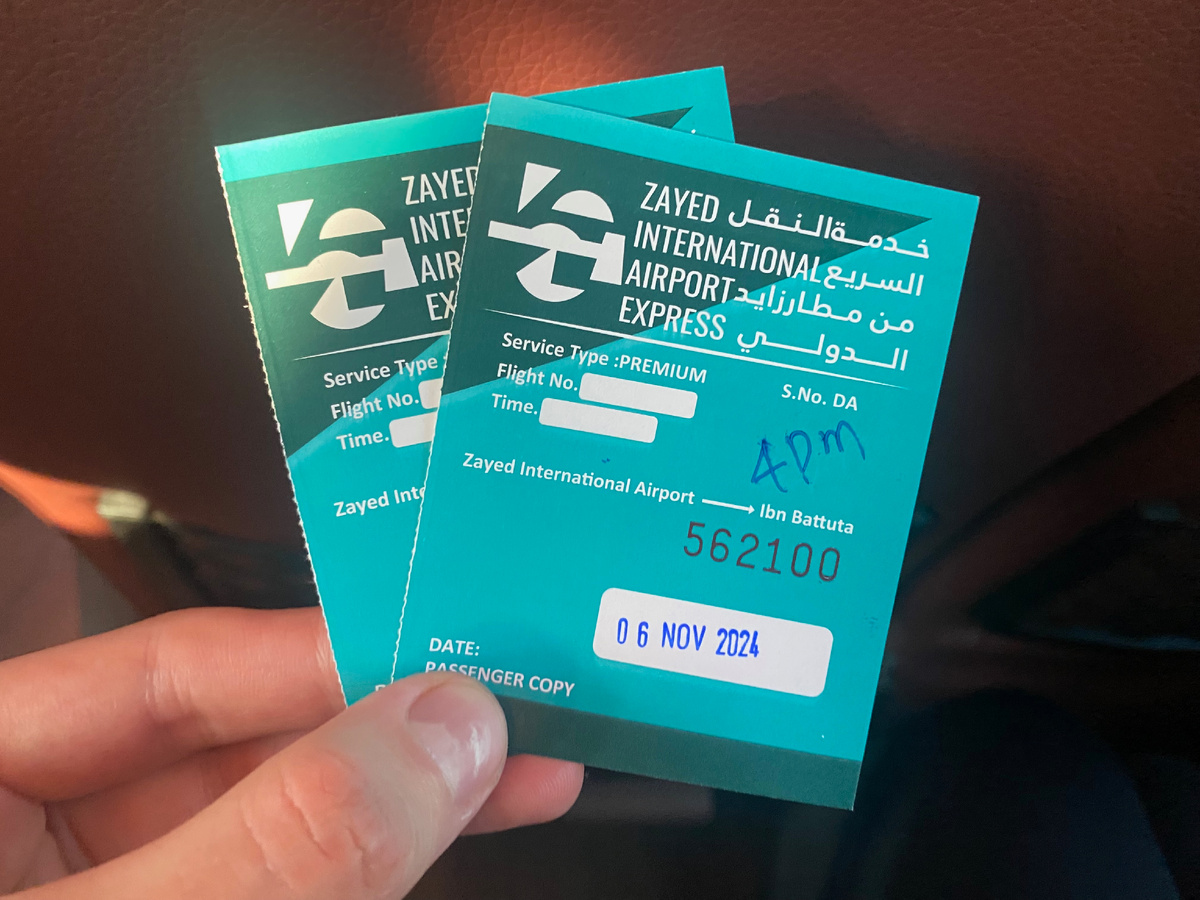 ZAYED
INTE
AIR
EX
Service Type :
Flight No.
Time.
Zayed Inte
ZAYED
INTERNATIONAL
AIRPORT
EXPRESS
خدمة النقل
السريع
من مطار زايد
الدولي
Service Type :PREMIUM
Flight No.
Time.
S.No. DA
4pm
Zayed International Airport → Ibn Battuta
562100
06 NOV 2024
DATE:
PASSENGER COPY